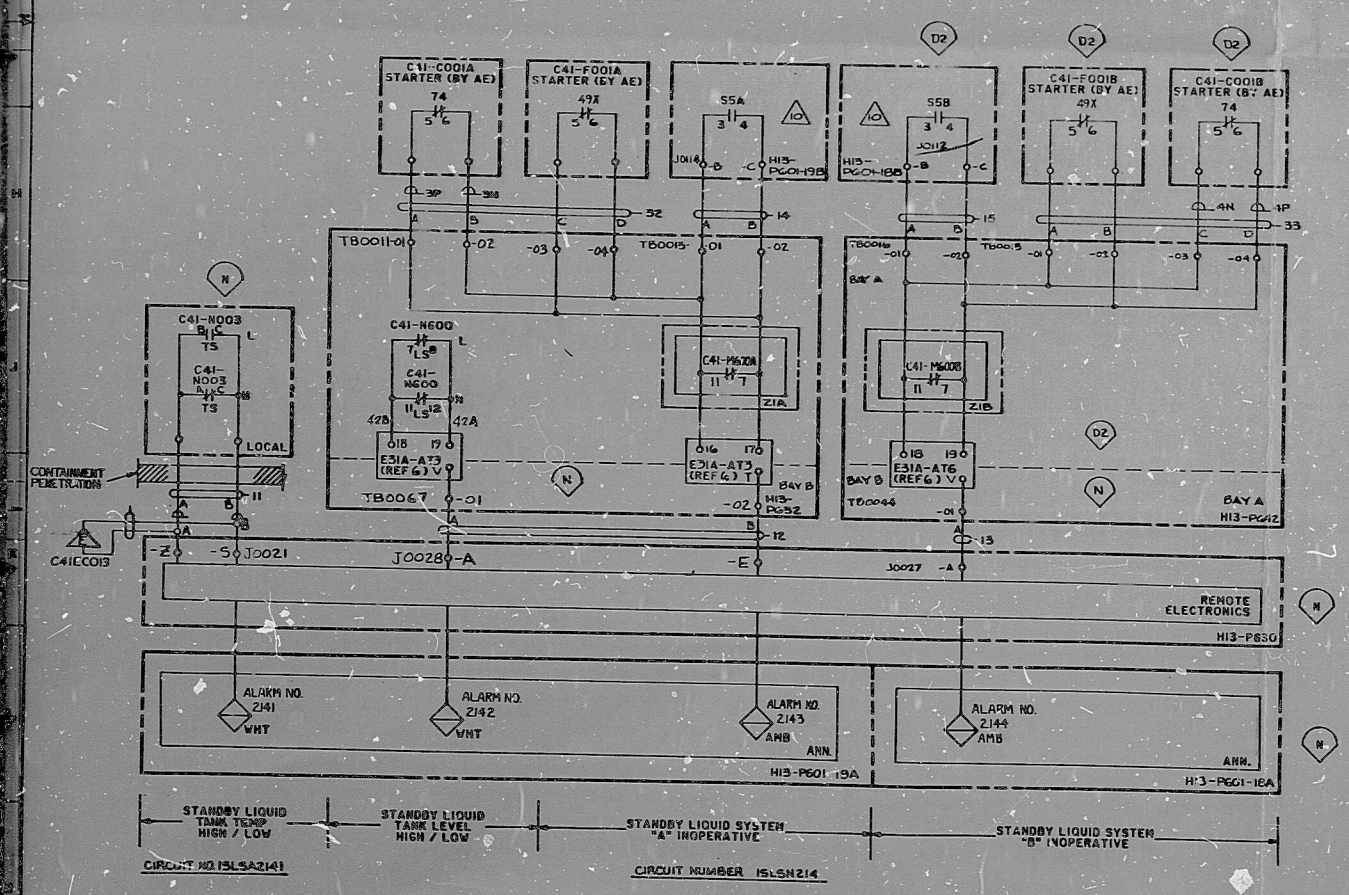 D2
D2
D2
C41-C001A
STARTER (BY AE)
74
5 6
C41-F001A
STARTER (BY AE)
49X
5 6
S5A
3 4
10
J0114
-B
-C
H13-
P601-19B
10
S5B
3 4
J0112
H13-
P601-18B
-B
-C
C41-F001B
STARTER (BY AE)
49X
5 6
C41-C001B
STARTER (BY AE)
74
5 6
3P
3N
32
A
B
C
D
14
A
B
15
A
B
4N
4P
33
A
B
C
D
TB0011-01
-02
-03
-04
TB0015-
-01
-02
TB0016
-01
-02
TB0015
-01
-03
-04
BAY A
N
C41-N003
B C
L
TS
C41-
N003
A C
H
TS
LOCAL
C41-N600
L
7 LS 8
C41-
N600
H
11 LS 12
42B
42A
18 19
E31A-AT3
(REF 6) V
C41-M670A
11 7
Z1A
16 17
E31A-AT3
(REF 6) T
BAY B
C41-M600B
11 7
Z1B
18 19
E31A-AT6
(REF 6) V
BAY B
D2
N
N
CONTAINMENT
PENETRATION
11
A
B
TB0067
-01
-02
H13-
P632
TB0044
-01
BAY A
H13-P642
A
B
E
C41EC013
A
B
12
A
13
-Z
-S
J0021
J0028
-A
-E
J0027
-A
REMOTE
ELECTRONICS
H13-P630
N
ALARM NO.
2141
WHT
ALARM NO.
2142
WHT
ALARM NO.
2143
AMB
ANN.
H13-P601 19A
ALARM NO.
2144
AMB
ANN.
H13-P601-18A
N
STANDBY LIQUID
TANK TEMP
HIGH / LOW
STANDBY LIQUID
TANK LEVEL
HIGH / LOW
STANDBY LIQUID SYSTEM
"A" INOPERATIVE
STANDBY LIQUID SYSTEM
"B" INOPERATIVE
CIRCUIT NO. 1SLSA2141
CIRCUIT NUMBER 1SLSN214